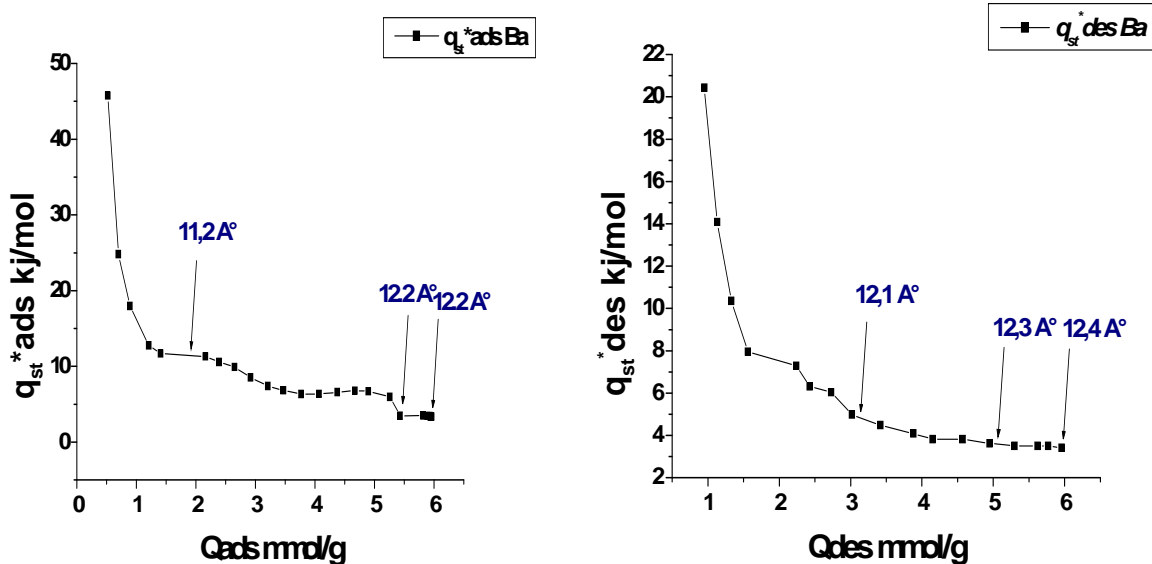 q_st*ads Ba
50
40
30
20
10
0
q_st*ads kj/mol
11,2 A°
12.2 A° 12.2 A°
0 1 2 3 4 5 6
Qads mmol/g
q_st* des Ba
22
20
18
16
14
12
10
8
6
4
2
q_st* des kj/mol
12,1 A°
12,3 A° 12,4 A°
1 2 3 4 5 6
Qdes mmol/g